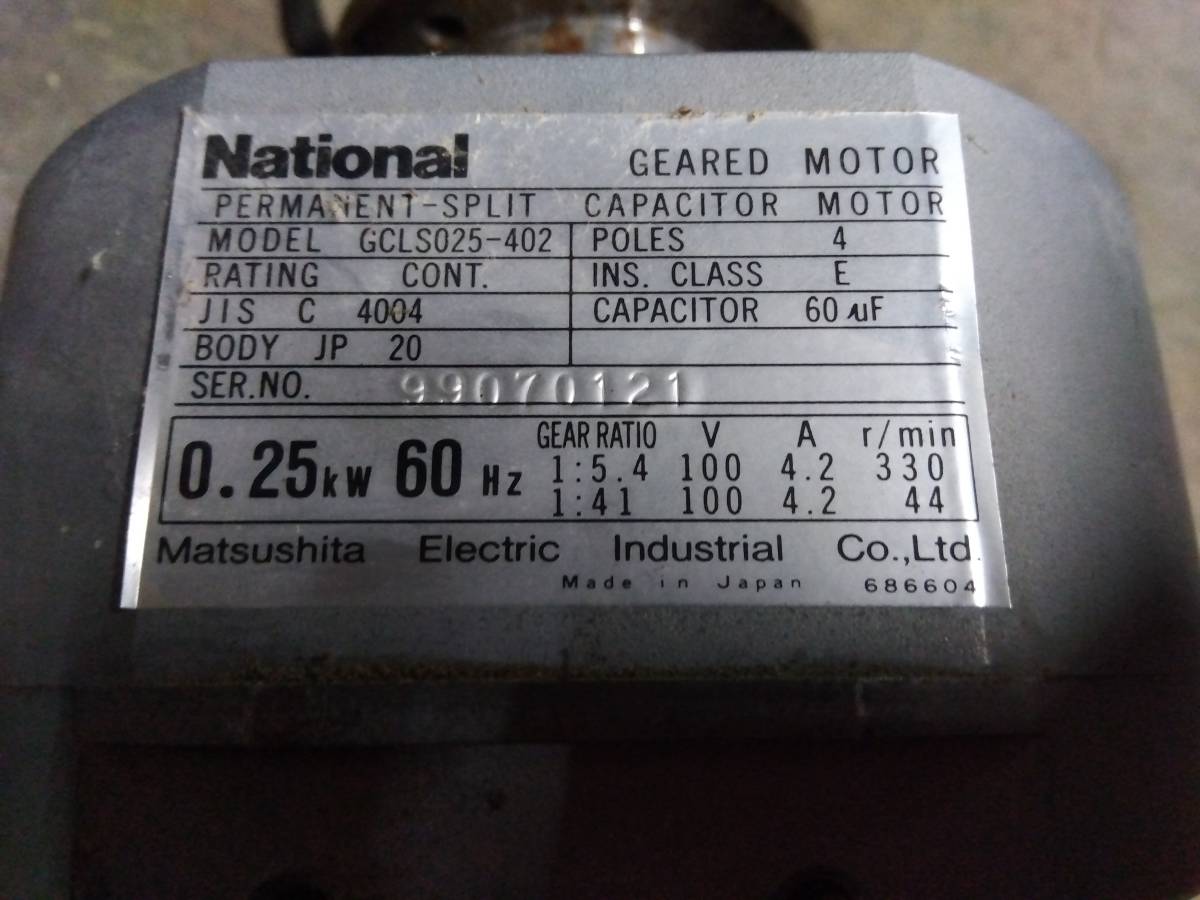 National GEARED MOTOR
PERMANENT-SPLIT CAPACITOR MOTOR
MODEL GCLS025-402 POLES 4
RATING CONT. INS. CLASS E
JIS C 4004 CAPACITOR 60 μF
BODY JP 20
SER.NO. 99070121
GEAR RATIO V A r/min
0.25kW 60 Hz 1:5.4 100 4.2 330
1:41 100 4.2 44
Matsushita Electric Industrial Co.,Ltd.
Made in Japan 686604